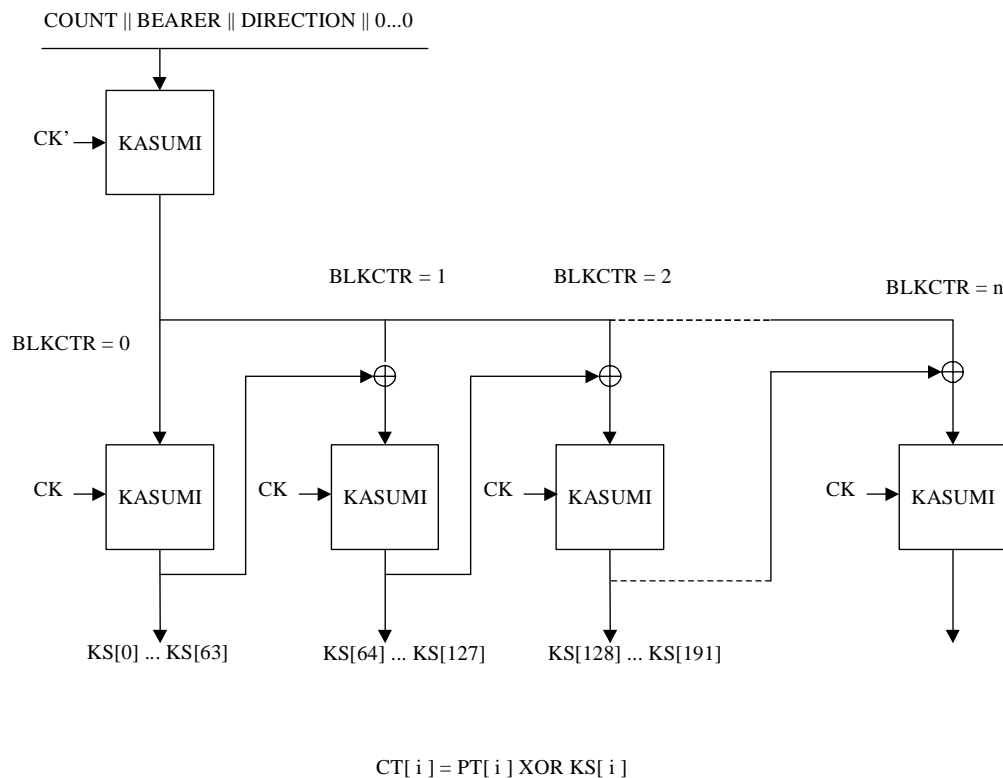 COUNT || BEARER || DIRECTION || 0...0
CK’
KASUMI
BLKCTR = 1
BLKCTR = 2
BLKCTR = n
BLKCTR = 0
CK
KASUMI
CK
KASUMI
CK
KASUMI
CK
KASUMI
KS[0] ... KS[63]
KS[64] ... KS[127]
KS[128] ... KS[191]
CT[ i ] = PT[ i ] XOR KS[ i ]